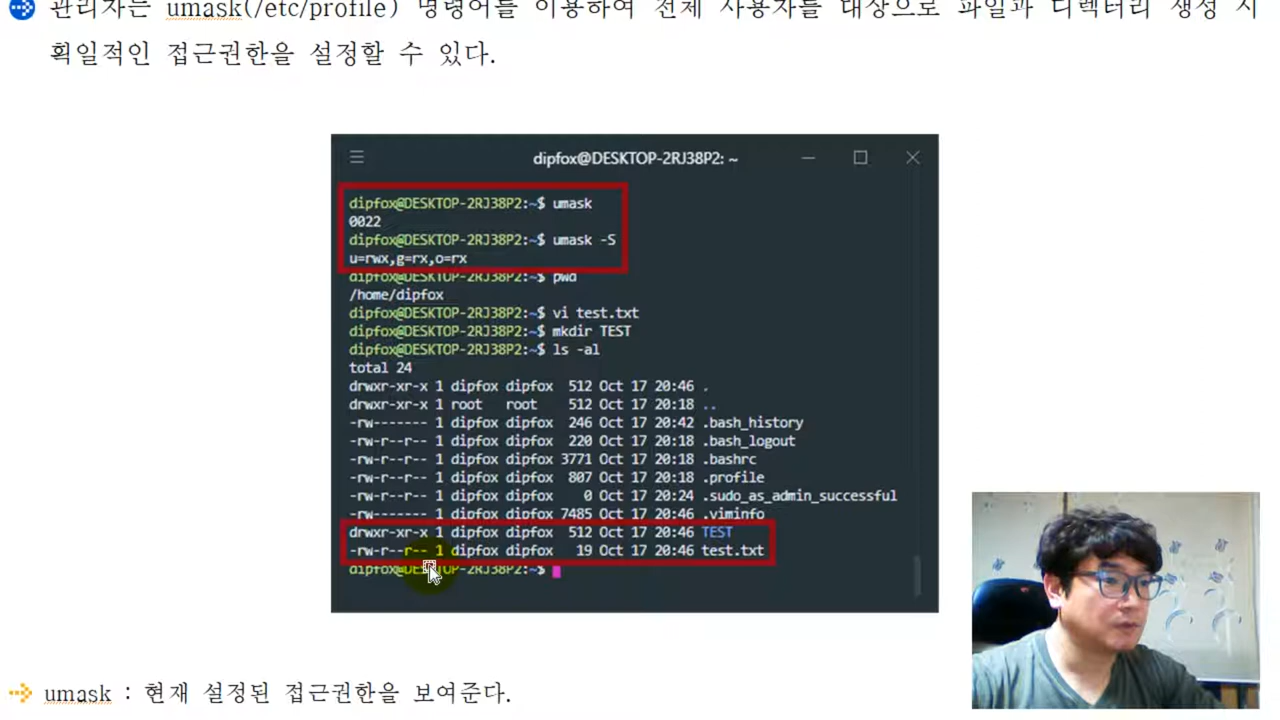 관리자는 umask(/etc/profile) 명령어를 이용하여 전체 사용자를 대상으로 파일과 디렉터리 생성 시
획일적인 접근권한을 설정할 수 있다.
dipfox@DESKTOP-2RJ38P2: ~
dipfox@DESKTOP-2RJ38P2:~$ umask
0022
dipfox@DESKTOP-2RJ38P2:~$ umask -S
u=rwx,g=rx,o=rx
dipfox@DESKTOP-2RJ38P2:~$ pwd
/home/dipfox
dipfox@DESKTOP-2RJ38P2:~$ vi test.txt
dipfox@DESKTOP-2RJ38P2:~$ mkdir TEST
dipfox@DESKTOP-2RJ38P2:~$ ls -al
total 24
drwxr-xr-x 1 dipfox dipfox 512 Oct 17 20:46 .
drwxr-xr-x 1 root root 512 Oct 17 20:18 ..
-rw------- 1 dipfox dipfox 246 Oct 17 20:42 .bash_history
-rw-r--r-- 1 dipfox dipfox 220 Oct 17 20:18 .bash_logout
-rw-r--r-- 1 dipfox dipfox 3771 Oct 17 20:18 .bashrc
-rw-r--r-- 1 dipfox dipfox 807 Oct 17 20:18 .profile
-rw-r--r-- 1 dipfox dipfox 0 Oct 17 20:24 .sudo_as_admin_successful
-rw------- 1 dipfox dipfox 7485 Oct 17 20:46 .viminfo
drwxr-xr-x 1 dipfox dipfox 512 Oct 17 20:46 TEST
-rw-r--r-- 1 dipfox dipfox 19 Oct 17 20:46 test.txt
dipfox@DESKTOP-2RJ38P2:~$
umask : 현재 설정된 접근권한을 보여준다.